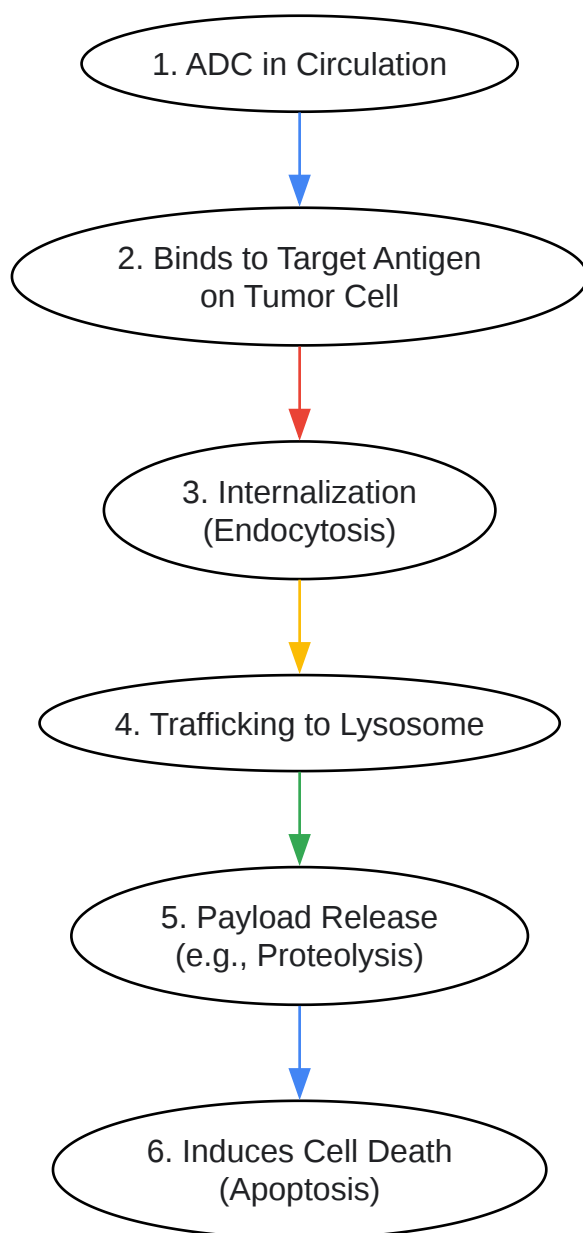 1. ADC in Circulation
2. Binds to Target Antigen
on Tumor Cell
3. Internalization
(Endocytosis)
4. Trafficking to Lysosome
5. Payload Release
(e.g., Proteolysis)
6. Induces Cell Death
(Apoptosis)